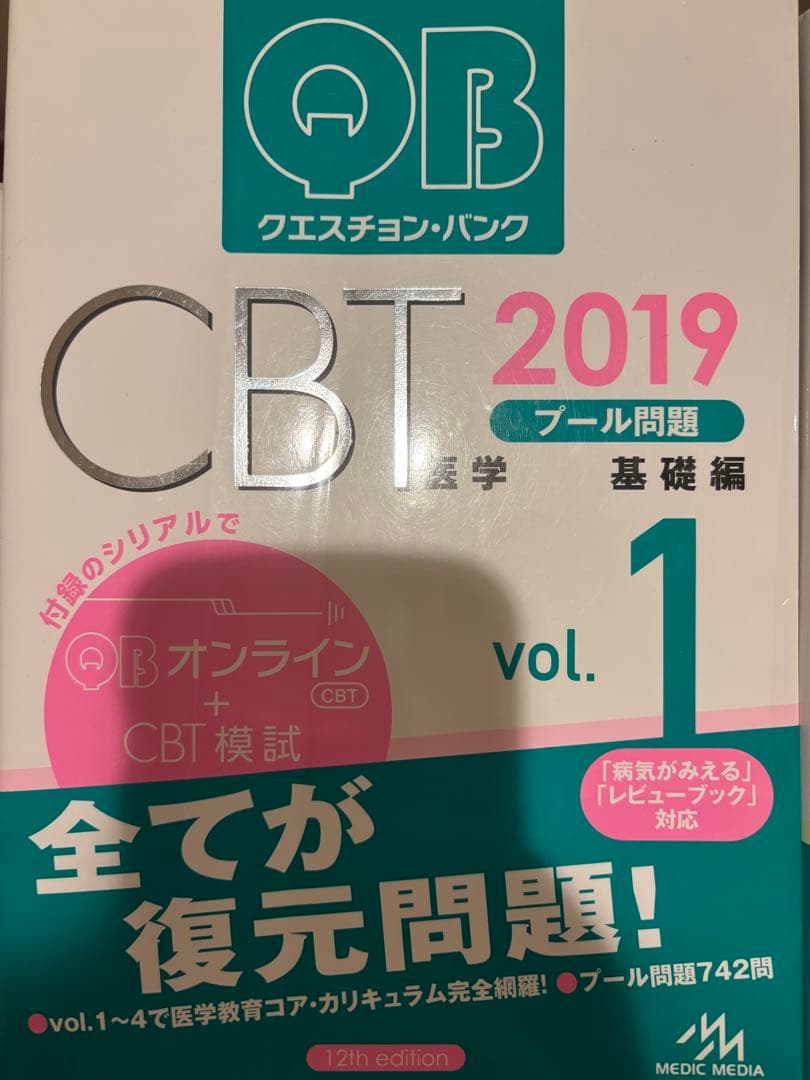 QB
クエスチョン・バンク
CBT 2019
プール問題
医学 基礎編
付録のシリアルで
QBオンライン
CBT
+
CBT 模試
vol. 1
「病気がみえる」
「レビューブック」
対応
全てが
復元問題!
●vol.1～4で医学教育コア・カリキュラム完全網羅! ●プール問題742問
12th edition
MEDIC MEDIA